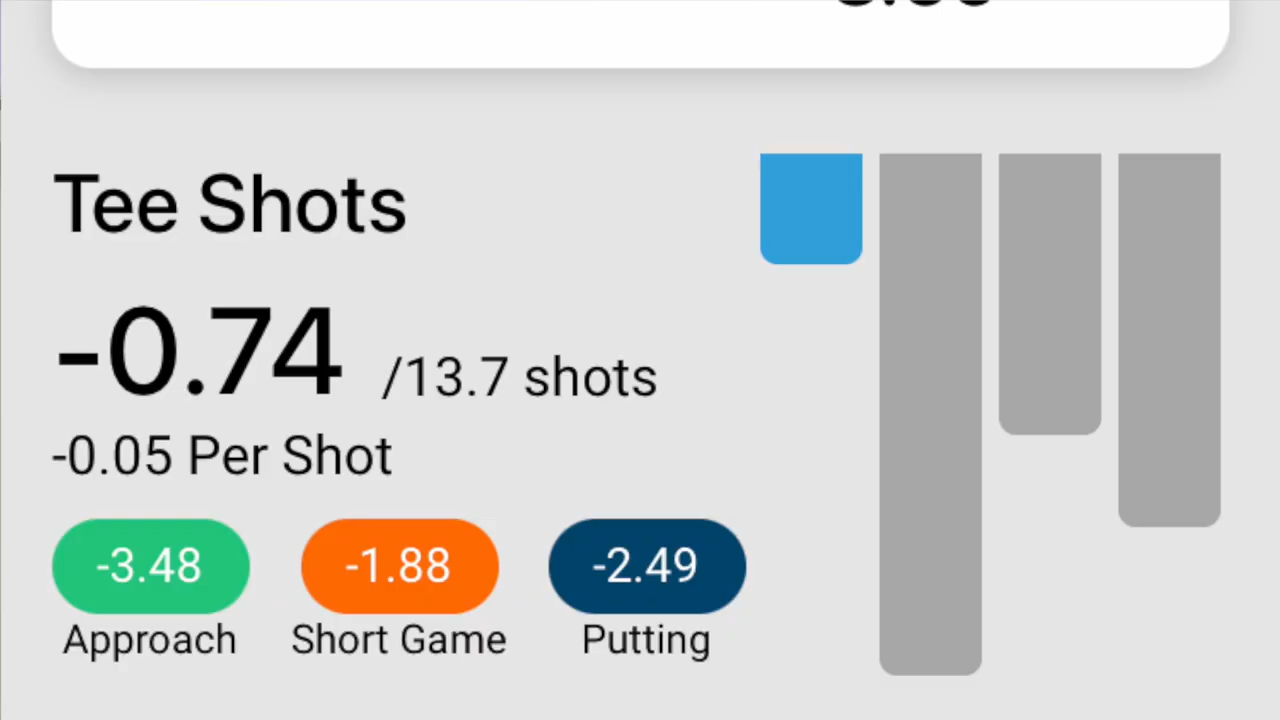 Tee Shots
-0.74 /13.7 shots
-0.05 Per Shot
-3.48 -1.88 -2.49
Approach Short Game Putting